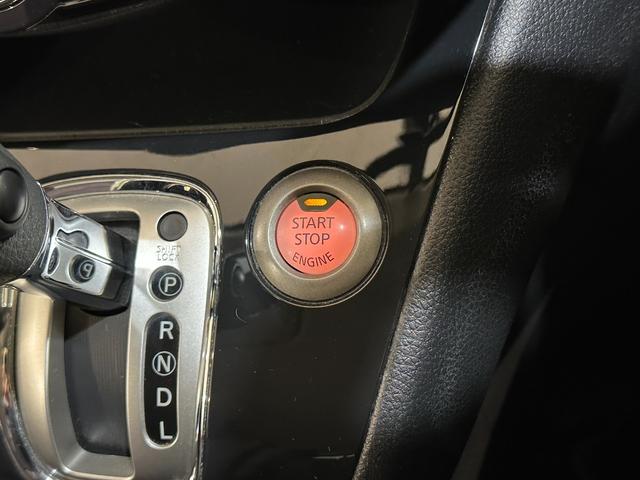 START
STOP
ENGINE
SHIFT
LOCK
P
R
N
D
L